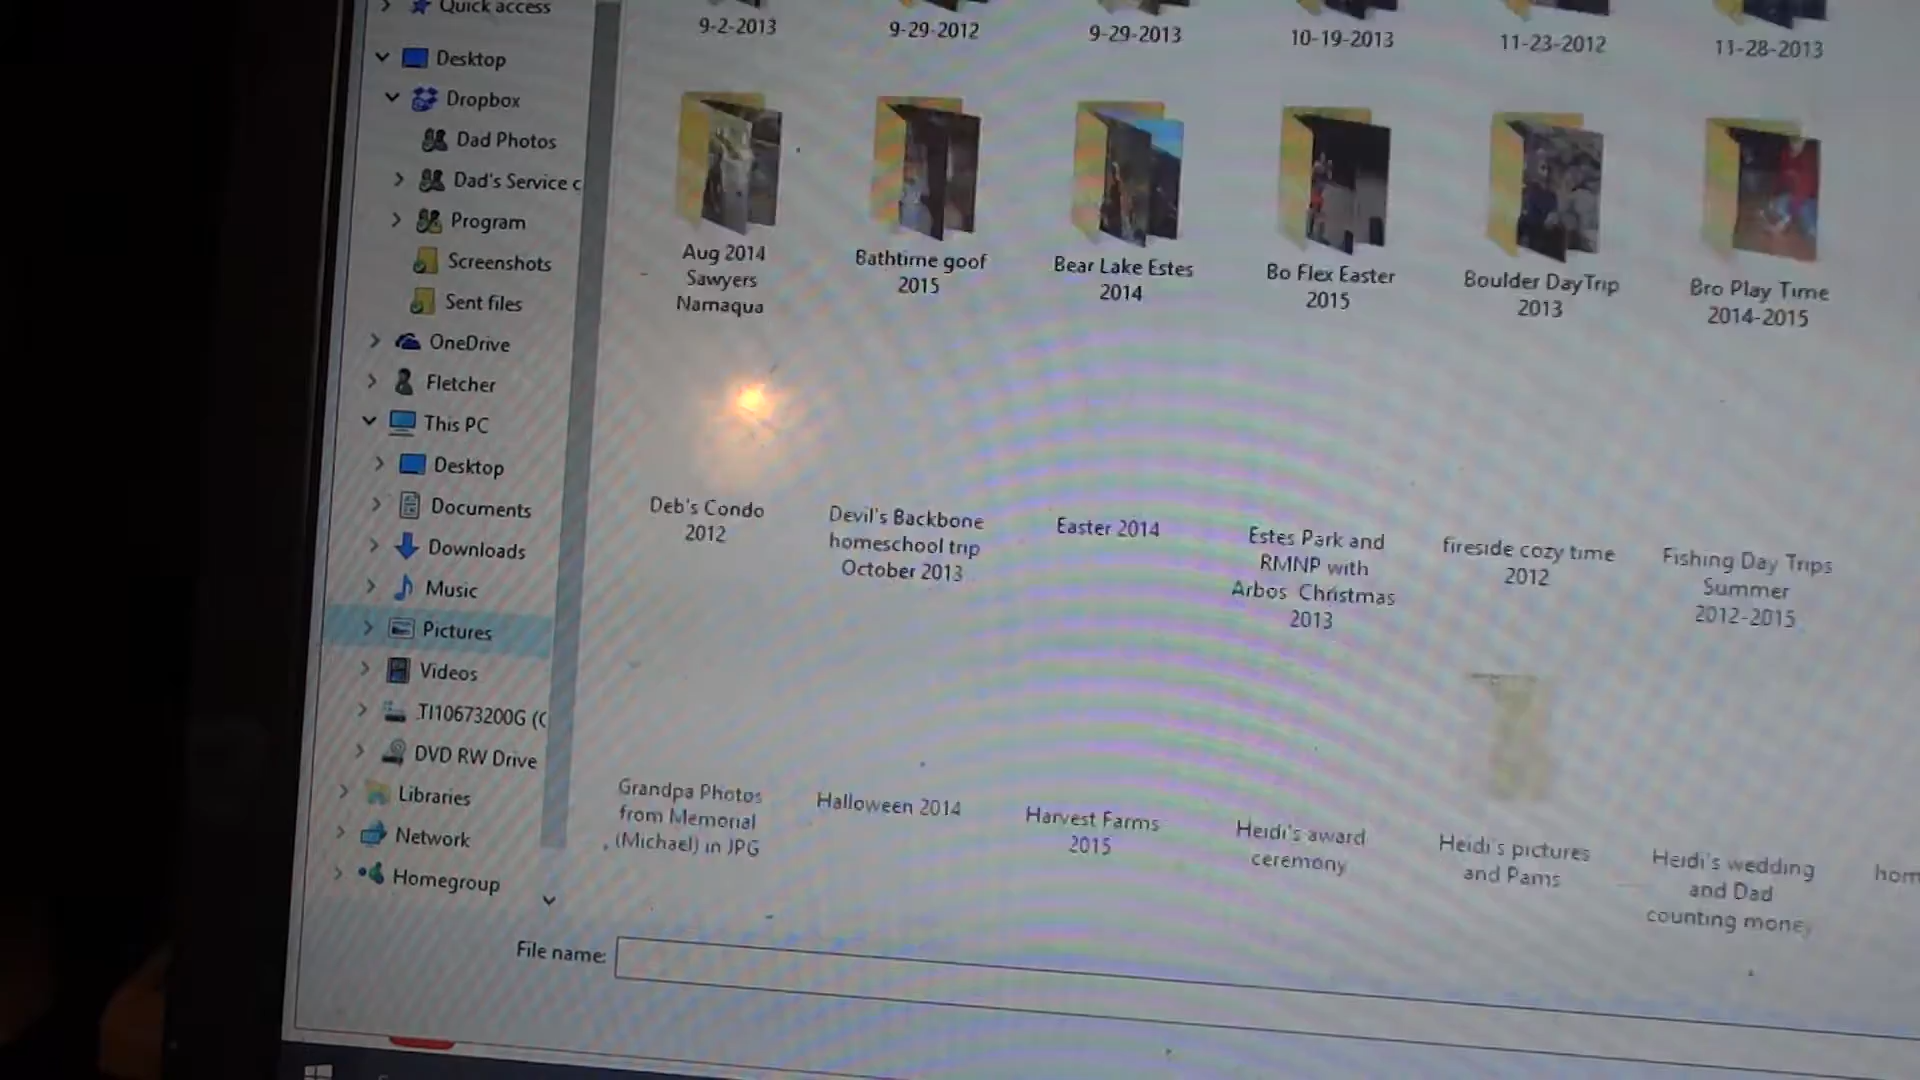 Quick access
Desktop
Dropbox
Dad Photos
Dad's Service c
Program
Screenshots
Sent files
OneDrive
Fletcher
This PC
Desktop
Documents
Downloads
Music
Pictures
Videos
TI10673200G (C
DVD RW Drive
Libraries
Network
Homegroup
9-2-2013
9-29-2012
9-29-2013
10-19-2013
11-23-2012
11-28-2013
Aug 2014
Sawyers
Namaqua
Bathtime goof
2015
Bear Lake Estes
2014
Bo Flex Easter
2015
Boulder DayTrip
2013
Bro Play Time
2014-2015
Deb's Condo
2012
Devil's Backbone
homeschool trip
October 2013
Easter 2014
Estes Park and
RMNP with
Arbos Christmas
2013
fireside cozy time
2012
Fishing Day Trips
Summer
2012-2015
Grandpa Photos
from Memorial
(Michael) in JPG
Halloween 2014
Harvest Farms
2015
Heidi's award
ceremony
Heidi's pictures
and Pams
Heidi's wedding
and Dad
counting money
hom
File name: